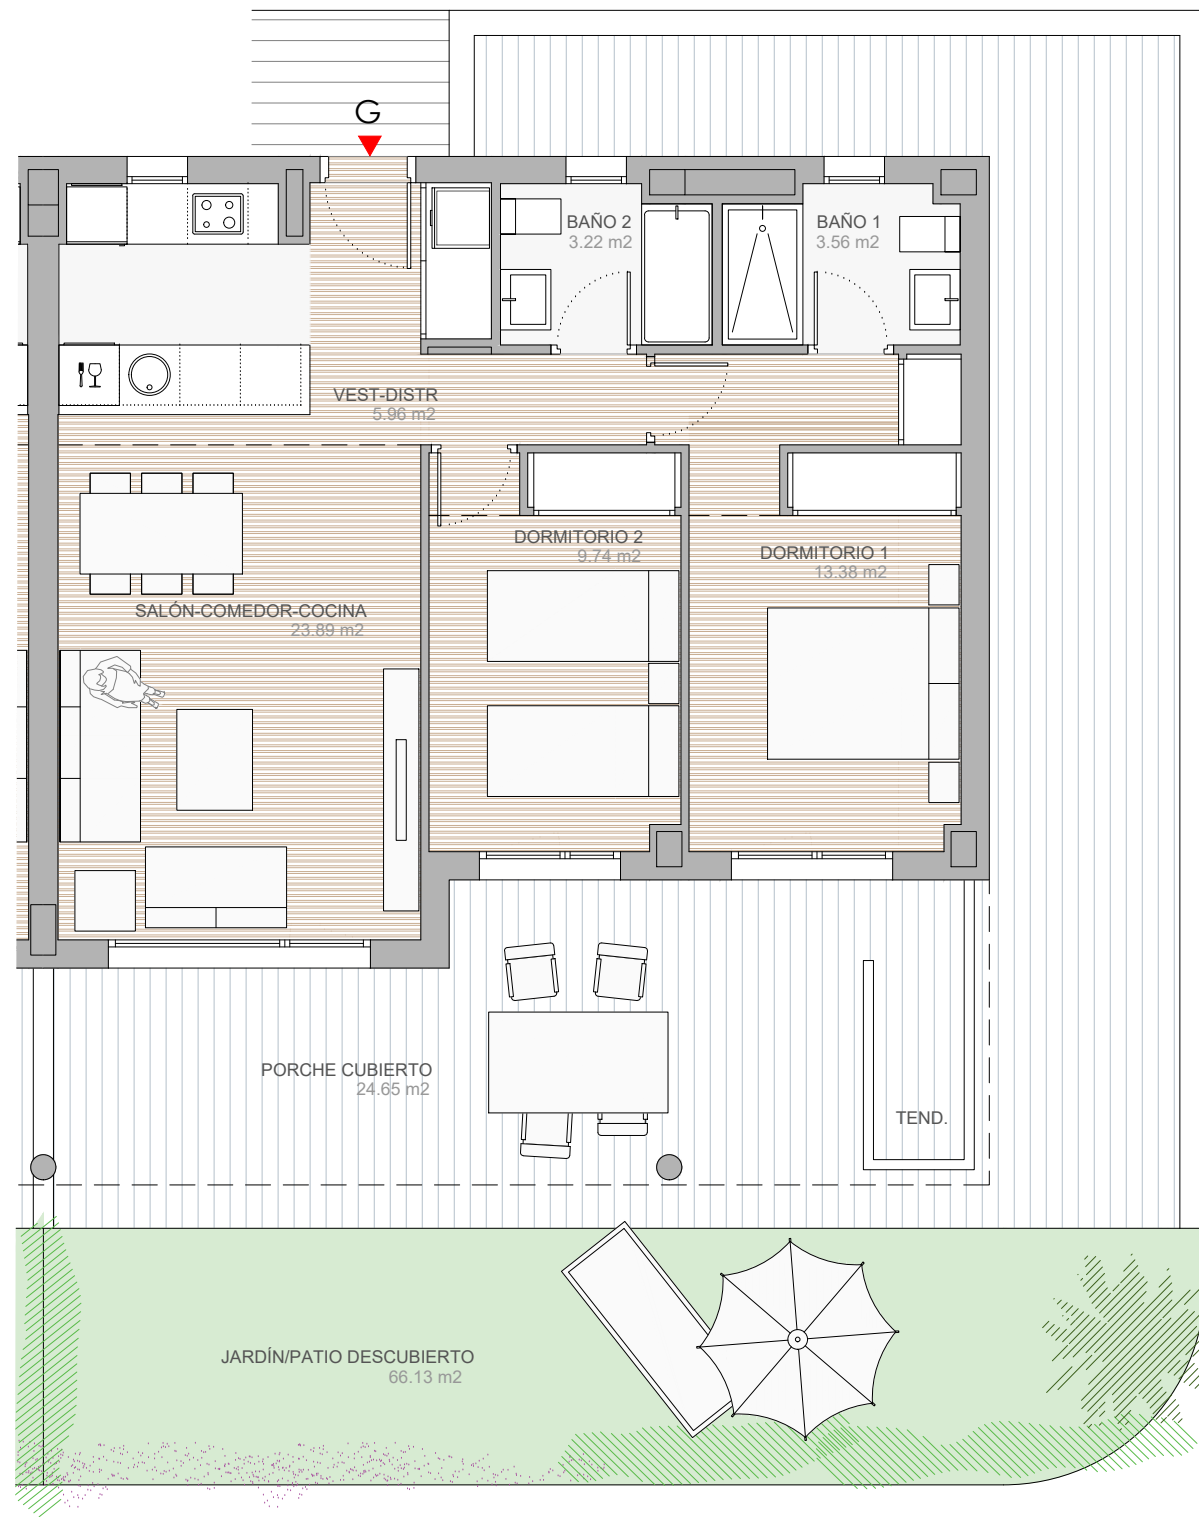 G
BAÑO 2
3.22 m2
BAÑO 1
3.56 m2
VEST-DISTR
5.96 m2
DORMITORIO 2
9.74 m2
DORMITORIO 1
13.38 m2
SALÓN-COMEDOR-COCINA
23.89 m2
PORCHE CUBIERTO
24.65 m2
TEND.
JARDÍN/PATIO DESCUBIERTO
66.13 m2